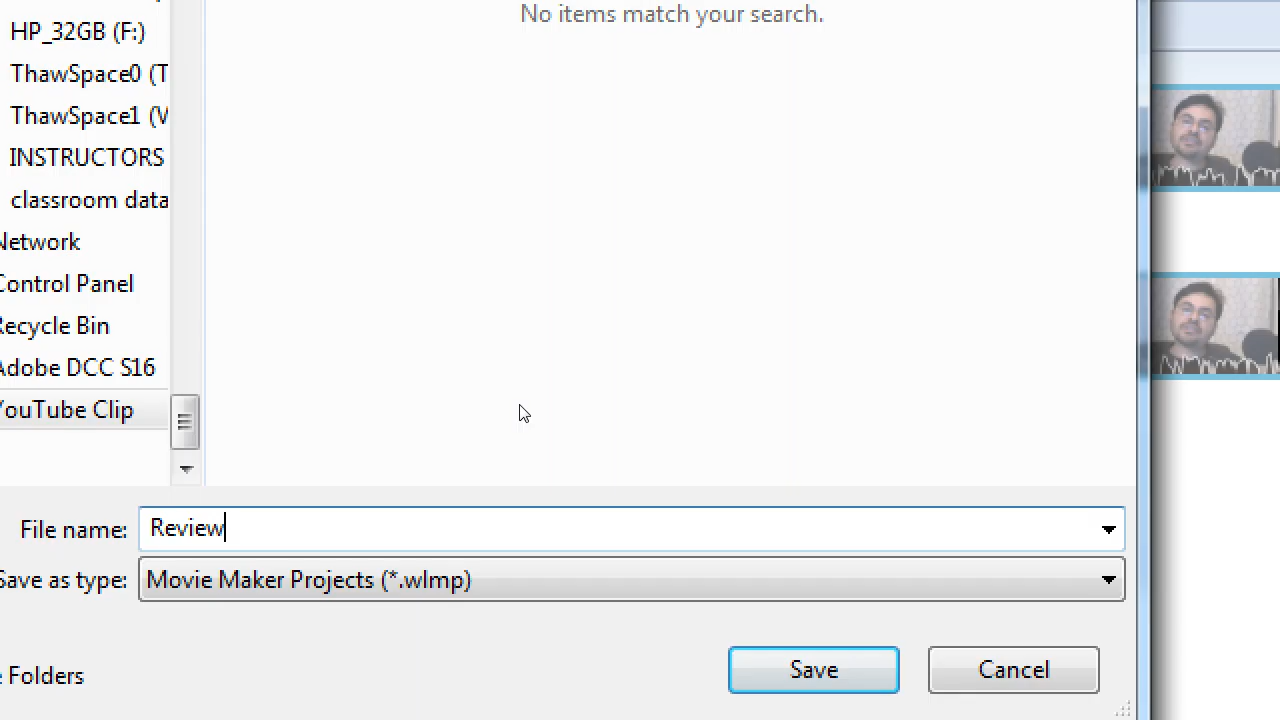 No items match your search.
HP_32GB (F:)
ThawSpace0 (T
ThawSpace1 (V
INSTRUCTORS
classroom data
Network
Control Panel
Recycle Bin
Adobe DCC S16
YouTube Clip
File name: Review
Save as type: Movie Maker Projects (*.wlmp)
Folders
Save
Cancel